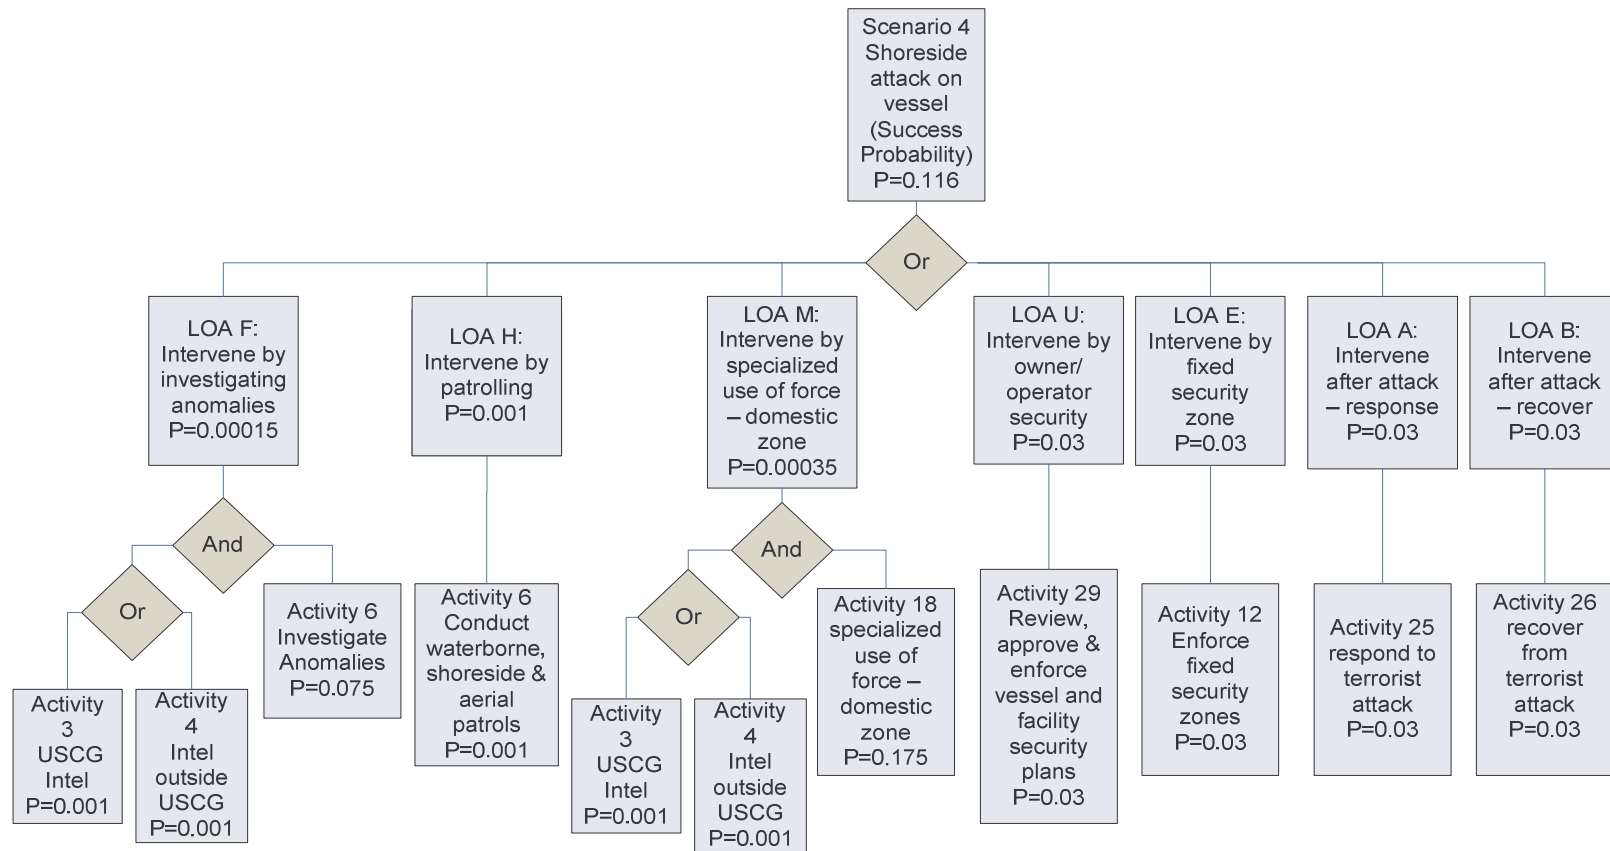 Scenario 4
Shoreside
attack on
vessel
(Success
Probability)
P=0.116
Or
LOA F:
Intervene by
investigating
anomalies
P=0.00015
LOA H:
Intervene by
patrolling
P=0.001
LOA M:
Intervene by
specialized
use of force
– domestic
zone
P=0.00035
LOA U:
Intervene by
owner/
operator
security
P=0.03
LOA E:
Intervene by
fixed
security
zone
P=0.03
LOA A:
Intervene
after attack
– response
P=0.03
LOA B:
Intervene
after attack
– recover
P=0.03
And
Or
Activity 6
Investigate
Anomalies
P=0.075
Activity
3
USCG
Intel
P=0.001
Activity
4
Intel
outside
USCG
P=0.001
Activity 6
Conduct
waterborne,
shoreside &
aerial
patrols
P=0.001
And
Or
Activity 18
specialized
use of
force –
domestic
zone
P=0.175
Activity
3
USCG
Intel
P=0.001
Activity
4
Intel
outside
USCG
P=0.001
Activity 29
Review,
approve &
enforce
vessel and
facility
security
plans
P=0.03
Activity 12
Enforce
fixed
security
zones
P=0.03
Activity 25
respond to
terrorist
attack
P=0.03
Activity 26
recover
from
terrorist
attack
P=0.03